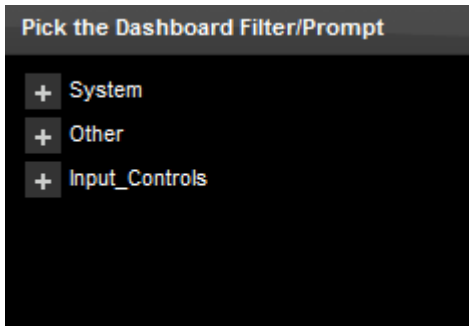 Pick the Dashboard Filter/Prompt
+ System
+ Other
+ Input_Controls